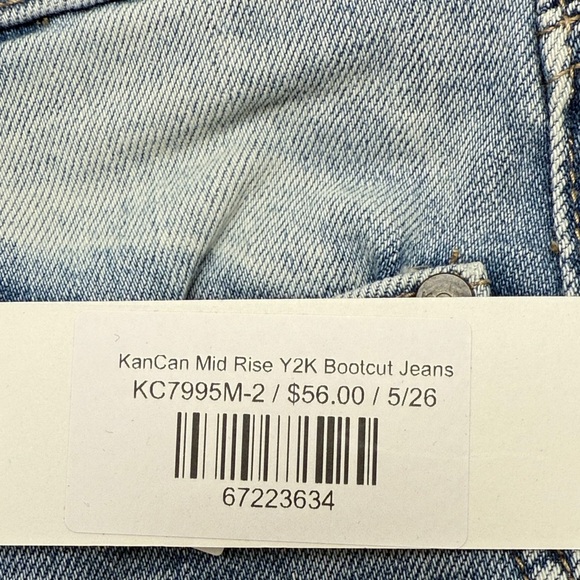 KanCan Mid Rise Y2K Bootcut Jeans
KC7995M-2 / $56.00 / 5/26
67223634